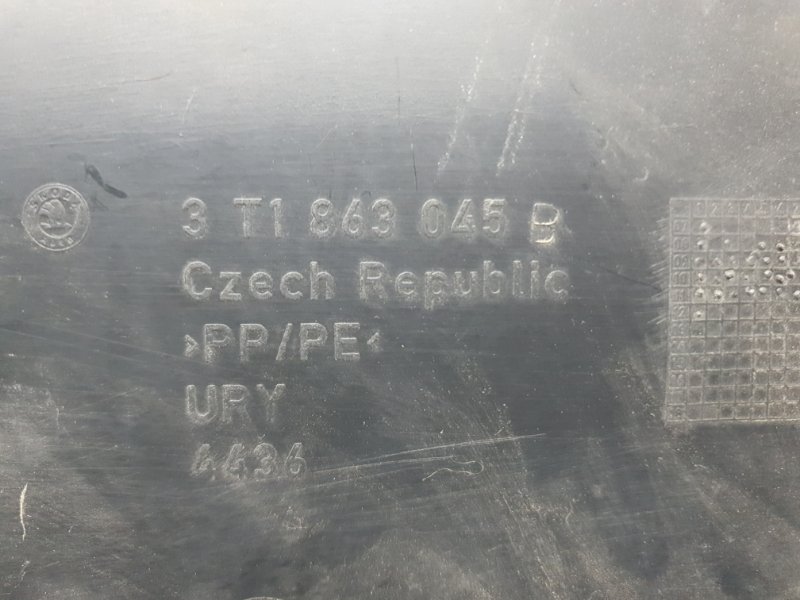 3 T1 863 045 B
Czech Republic
>PP/PE<
URY
4436